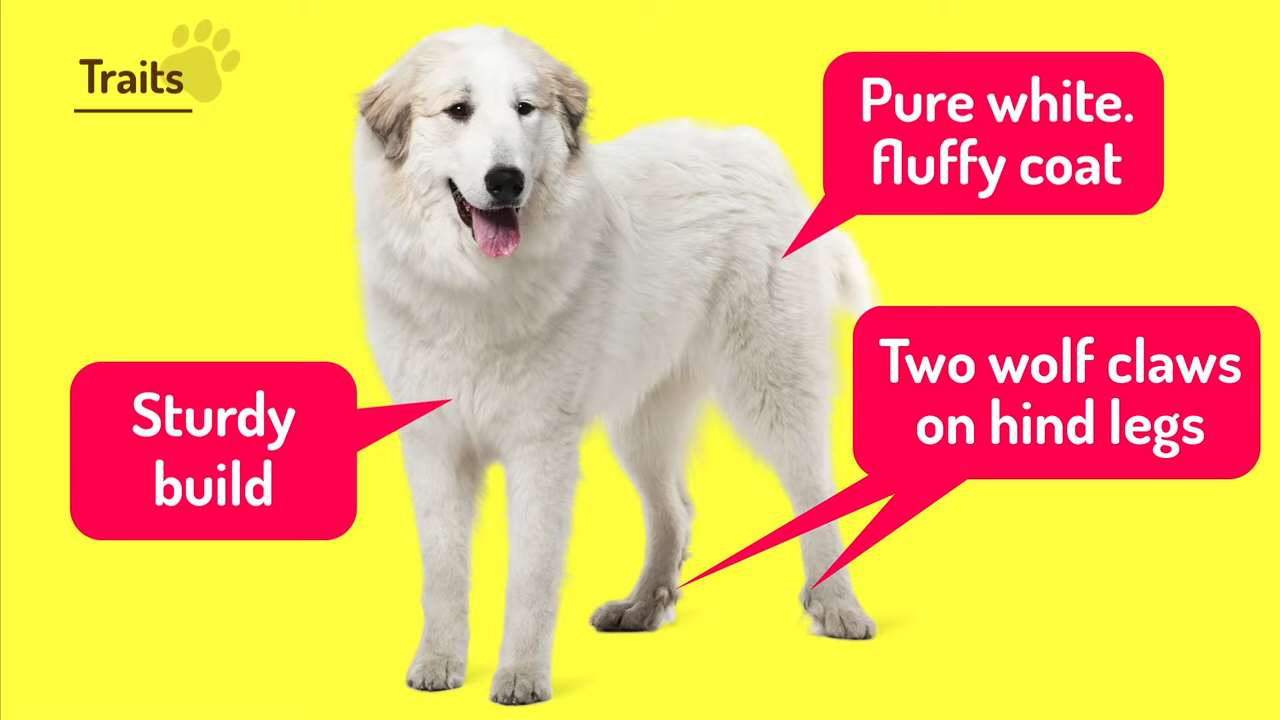 Traits
Pure white.
fluffy coat
Two wolf claws
on hind legs
Sturdy
build